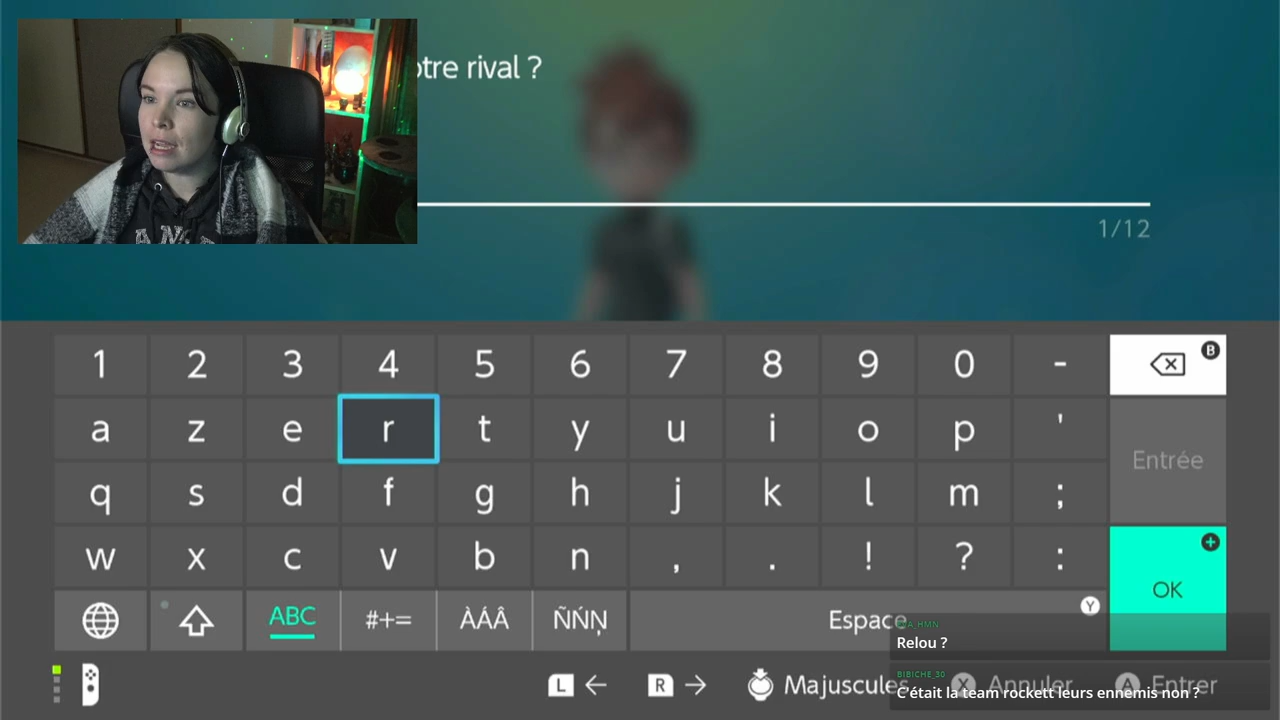 otre rival ?
1/12
1 2 3 4 5 6 7 8 9 0 -
B
a z e r t y u i o p '
Entrée
q s d f g h j k l m ;
w x c v b n , . ! ? :
+
OK
ABC #+= ÀÁÂ ÑŃŅ Espace Y
Relou ?
BIBICHE_30
C'était la team rockett leurs ennemis non ?
L ← R → Majuscules X Annuler A Entrer